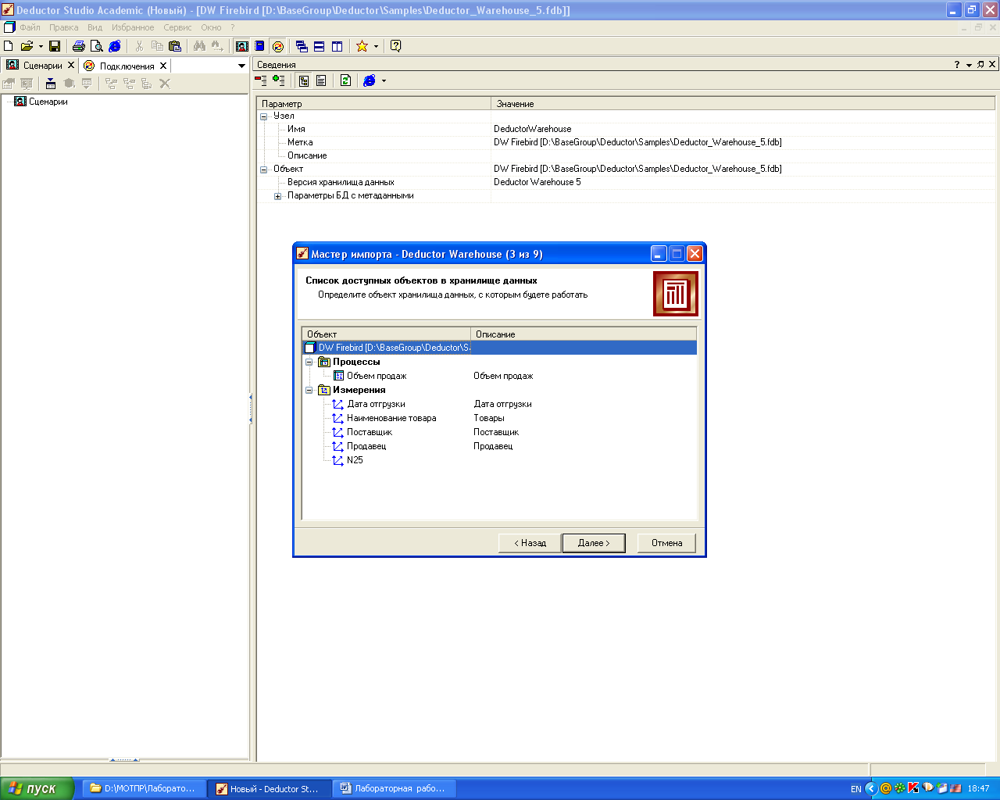 Deductor Studio Academic (Новый) - [DW Firebird [D:\BaseGroup\Deductor\Samples\Deductor_Warehouse_5.fdb]]
Файл Правка Вид Избранное Сервис Окно ?
Сценарии Подключения
Сценарии
Сведения
Параметр Значение
Узел
Имя DeductorWarehouse
Метка DW Firebird [D:\BaseGroup\Deductor\Samples\Deductor_Warehouse_5.fdb]
Описание
Объект DW Firebird [D:\BaseGroup\Deductor\Samples\Deductor_Warehouse_5.fdb]
Версия хранилища данных Deductor Warehouse 5
Параметры БД с метаданными
Мастер импорта - Deductor Warehouse (3 из 9)
Список доступных объектов в хранилище данных
Определите объект хранилища данных, с которым будете работать
Объект Описание
DW Firebird [D:\BaseGroup\Deductor\Sa
Процессы
Объем продаж Объем продаж
Измерения
Дата отгрузки Дата отгрузки
Наименование товара Товары
Поставщик Поставщик
Продавец Продавец
N25
< Назад Далее > Отмена
пуск D:\МОТПР\Лаборато... Новый - Deductor St... Лабораторная рабо... EN 18:47